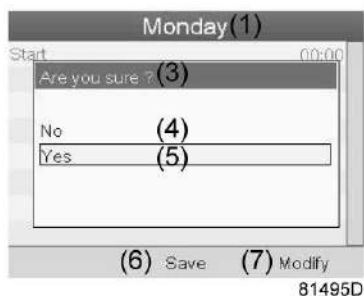 Monday (1)
Start 00:00
Are you sure ? (3)
No (4)
Yes (5)
(6) Save (7) Modify
81495D